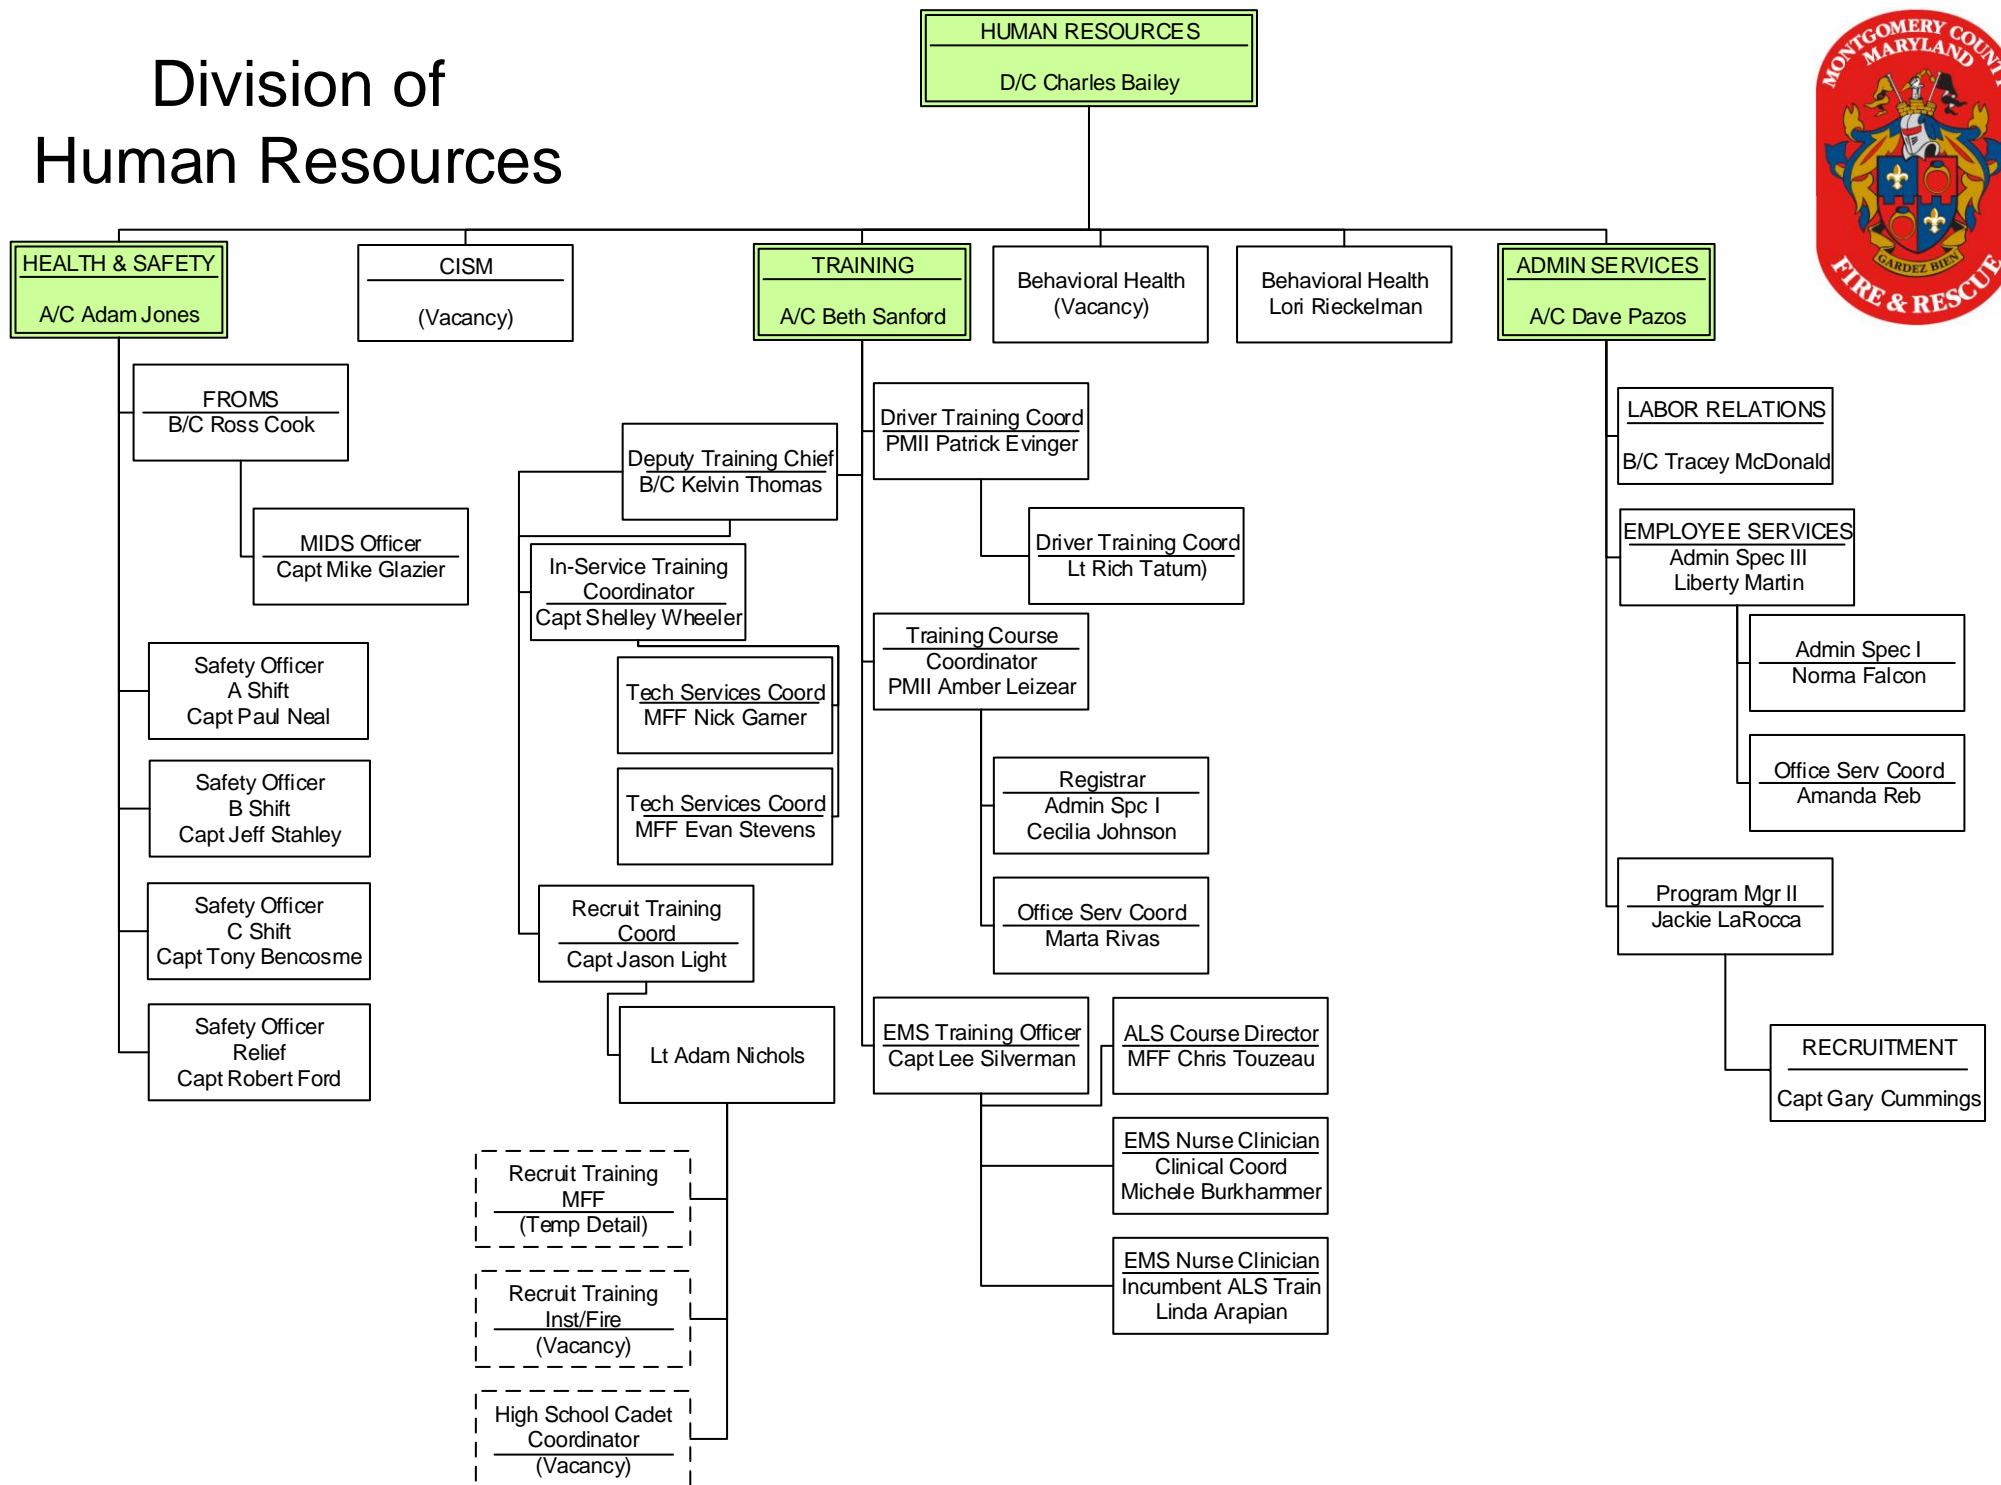 Division of
Human Resources
HUMAN RESOURCES
D/C Charles Bailey
MONTGOMERY COUNTY
MARYLAND
GARDEZ BIEN
FIRE & RESCUE
HEALTH & SAFETY
A/C Adam Jones
CISM
(Vacancy)
TRAINING
A/C Beth Sanford
Behavioral Health
(Vacancy)
Behavioral Health
Lori Rieckelman
ADMIN SERVICES
A/C Dave Pazos
FROMS
B/C Ross Cook
MIDS Officer
Capt Mike Glazier
Safety Officer
A Shift
Capt Paul Neal
Safety Officer
B Shift
Capt Jeff Stahley
Safety Officer
C Shift
Capt Tony Bencosme
Safety Officer
Relief
Capt Robert Ford
Deputy Training Chief
B/C Kelvin Thomas
In-Service Training
Coordinator
Capt Shelley Wheeler
Tech Services Coord
MFF Nick Garner
Tech Services Coord
MFF Evan Stevens
Recruit Training
Coord
Capt Jason Light
Lt Adam Nichols
Recruit Training
MFF
(Temp Detail)
Recruit Training
Inst/Fire
(Vacancy)
High School Cadet
Coordinator
(Vacancy)
Driver Training Coord
PMII Patrick Evinger
Driver Training Coord
Lt Rich Tatum)
Training Course
Coordinator
PMII Amber Leizear
Registrar
Admin Spc I
Cecilia Johnson
Office Serv Coord
Marta Rivas
EMS Training Officer
Capt Lee Silverman
ALS Course Director
MFF Chris Touzeau
EMS Nurse Clinician
Clinical Coord
Michele Burkhammer
EMS Nurse Clinician
Incumbent ALS Train
Linda Arapian
LABOR RELATIONS
B/C Tracey McDonald
EMPLOYEE SERVICES
Admin Spec III
Liberty Martin
Admin Spec I
Norma Falcon
Office Serv Coord
Amanda Reb
Program Mgr II
Jackie LaRocca
RECRUITMENT
Capt Gary Cummings